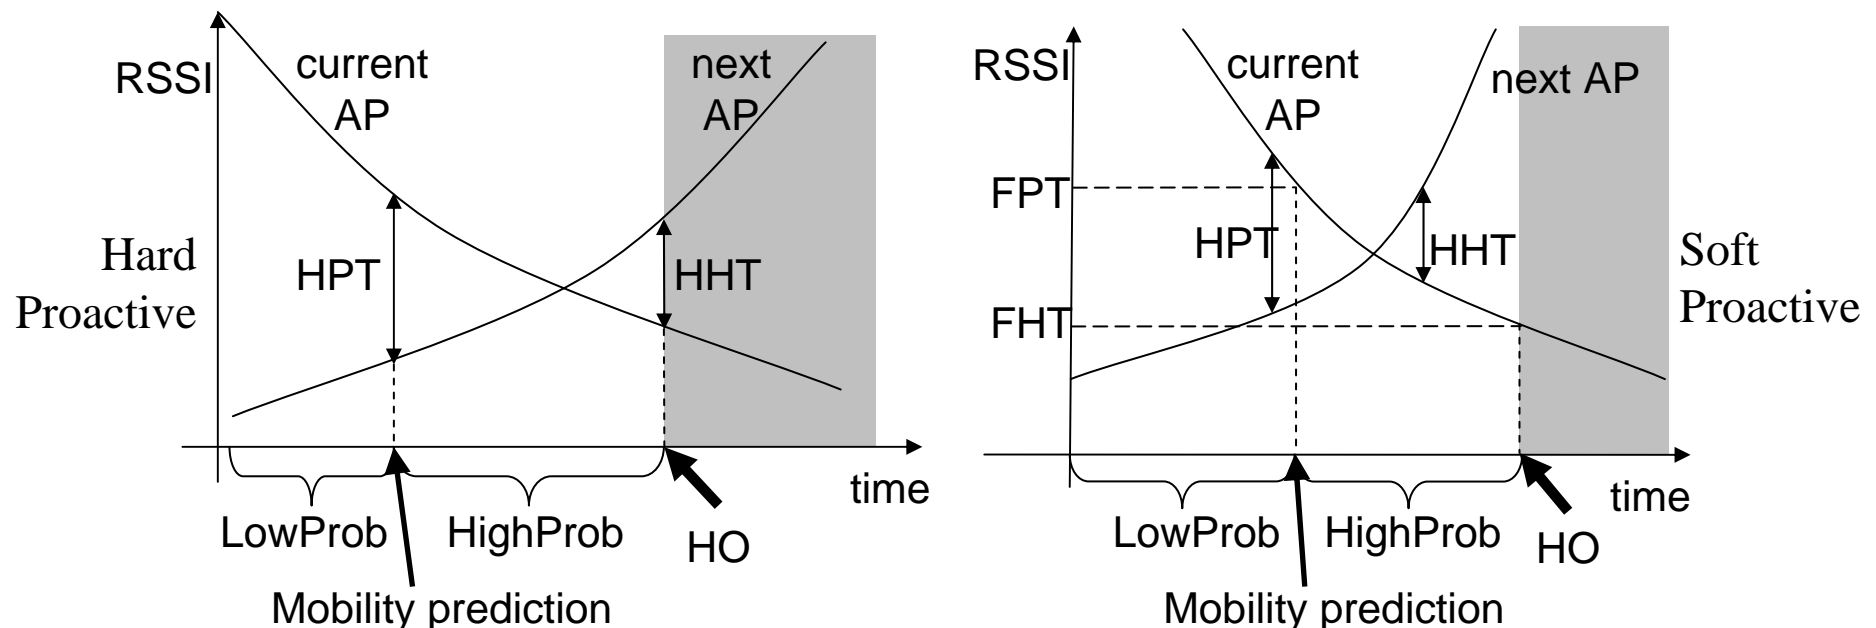 RSSI
current
AP
next
AP
Hard
Proactive
HPT
HHT
time
LowProb
HighProb
HO
Mobility prediction
RSSI
current
AP
next AP
FPT
HPT
HHT
FHT
Soft
Proactive
time
LowProb
HighProb
HO
Mobility prediction